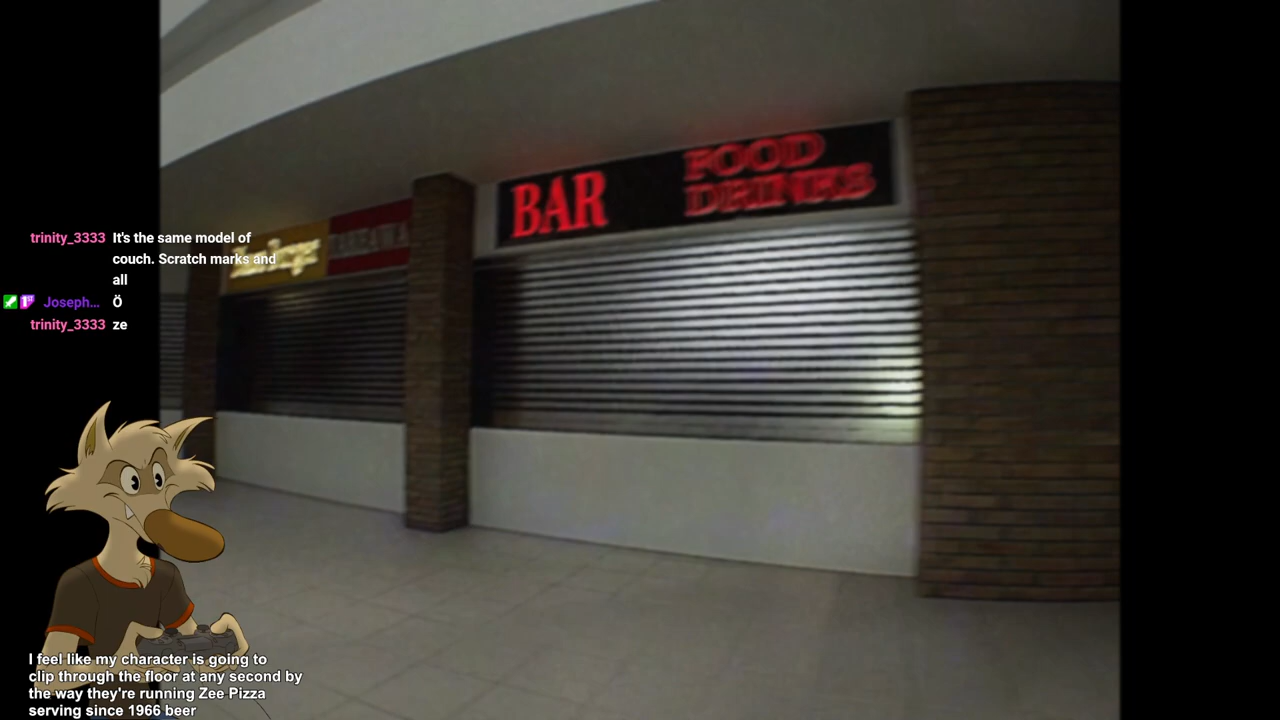 BAR
FOOD
DRINKS
trinity_3333 It's the same model of
couch. Scratch marks and
all
Joseph... Ö
trinity_3333 ze
I feel like my character is going to
clip through the floor at any second by
the way they're running Zee Pizza
serving since 1966 beer